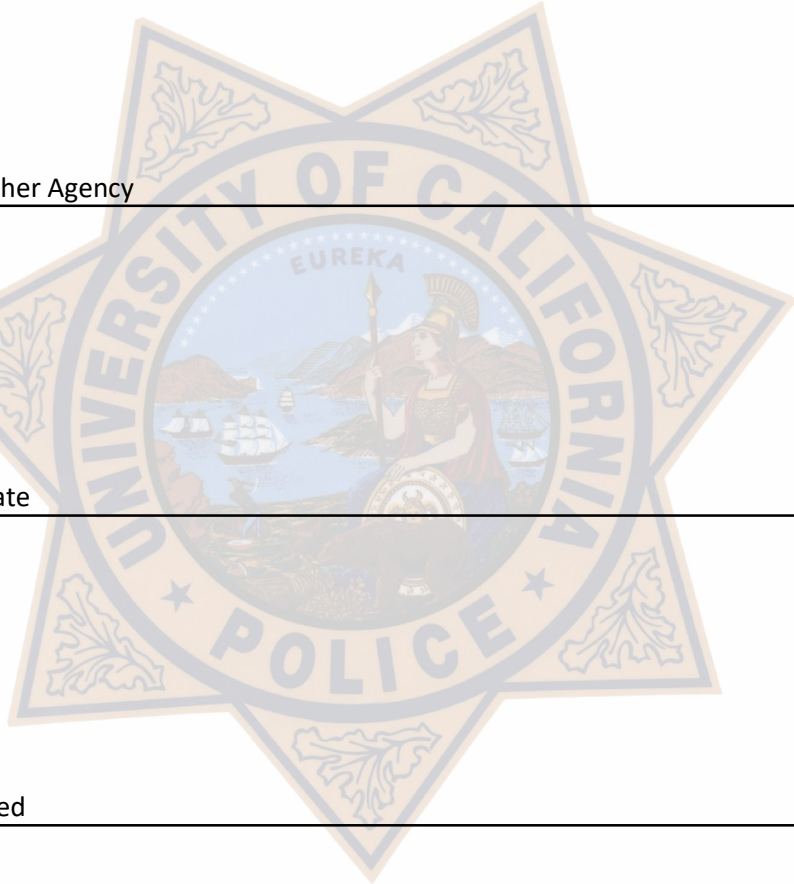 her Agency
UNIVERSITY OF CALIFORNIA
EUREKA
ate
POLICE
ed